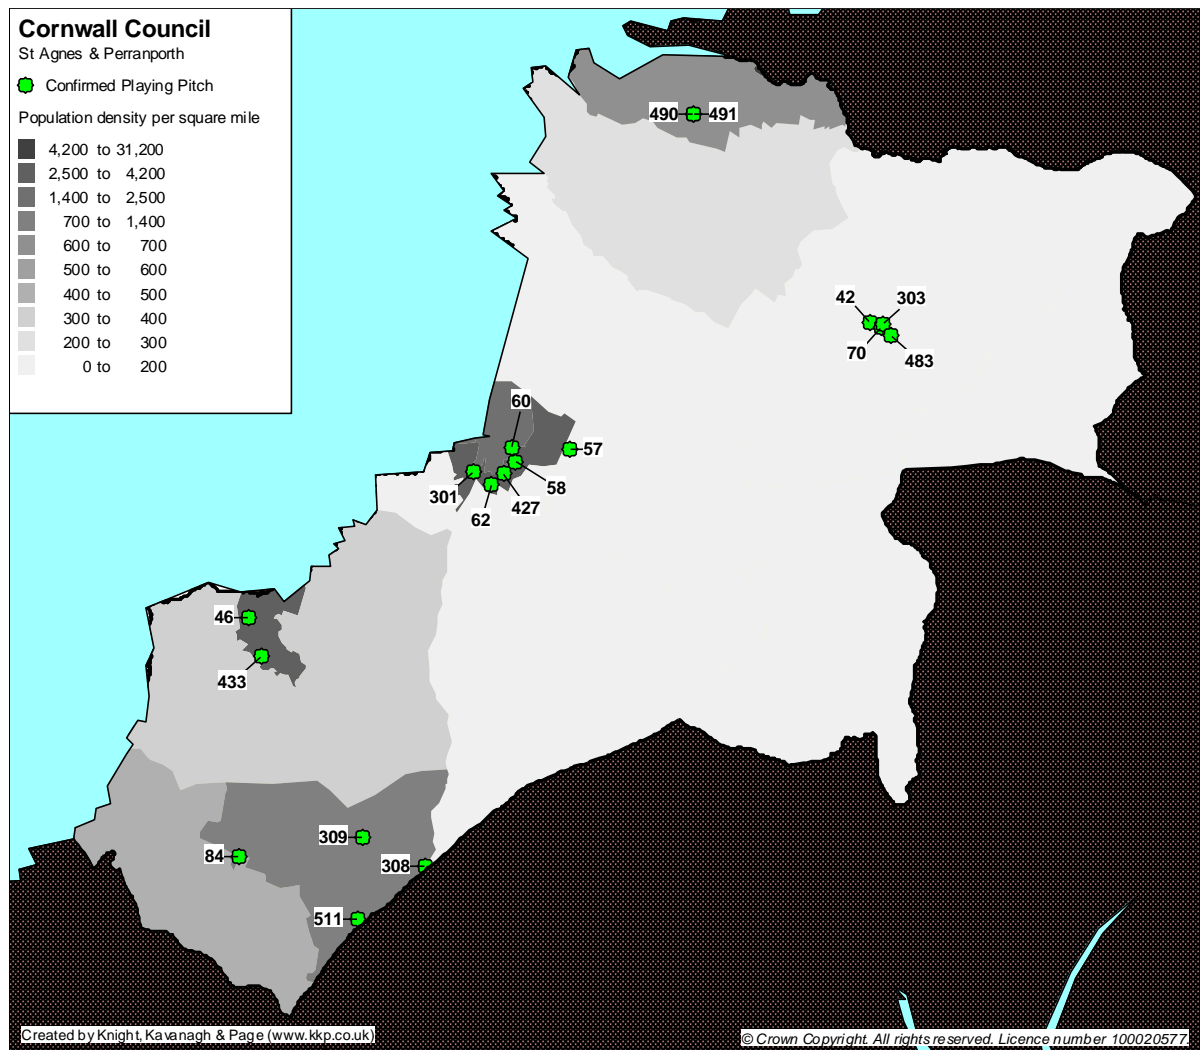 Cornwall Council
St Agnes & Perranporth
Confirmed Playing Pitch
Population density per square mile
4,200 to 31,200
2,500 to 4,200
1,400 to 2,500
700 to 1,400
600 to 700
500 to 600
400 to 500
300 to 400
200 to 300
0 to 200
490 491
42 303
70 483
60
57
58
301 427
62
46
433
309
84
308
511
Created by Knight, Kavanagh & Page (www.kkp.co.uk)
© Crown Copyright. All rights reserved. Licence number 100020577.